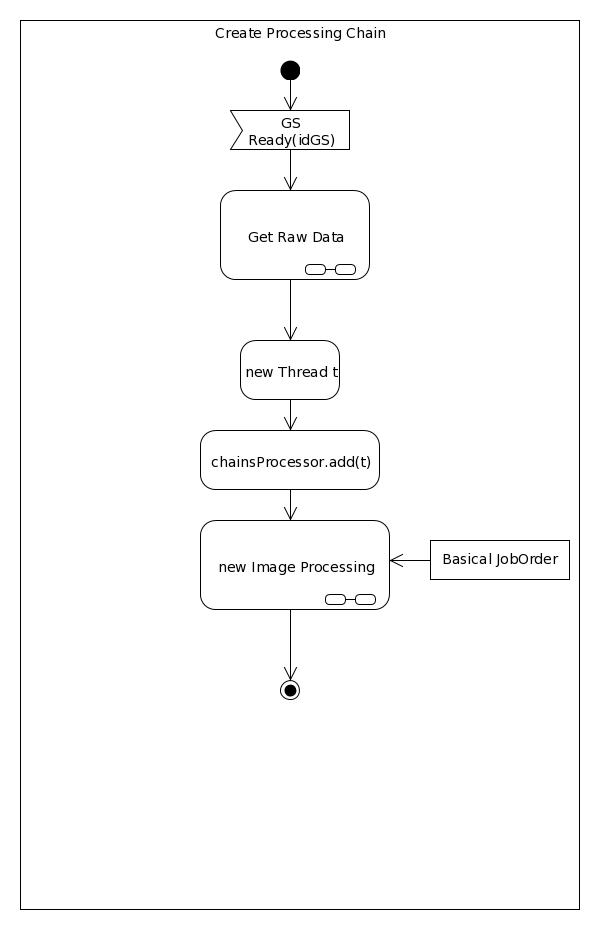 Create Processing Chain
GS
Ready(idGS)
Get Raw Data
new Thread t
chainsProcessor.add(t)
new Image Processing
Basical JobOrder